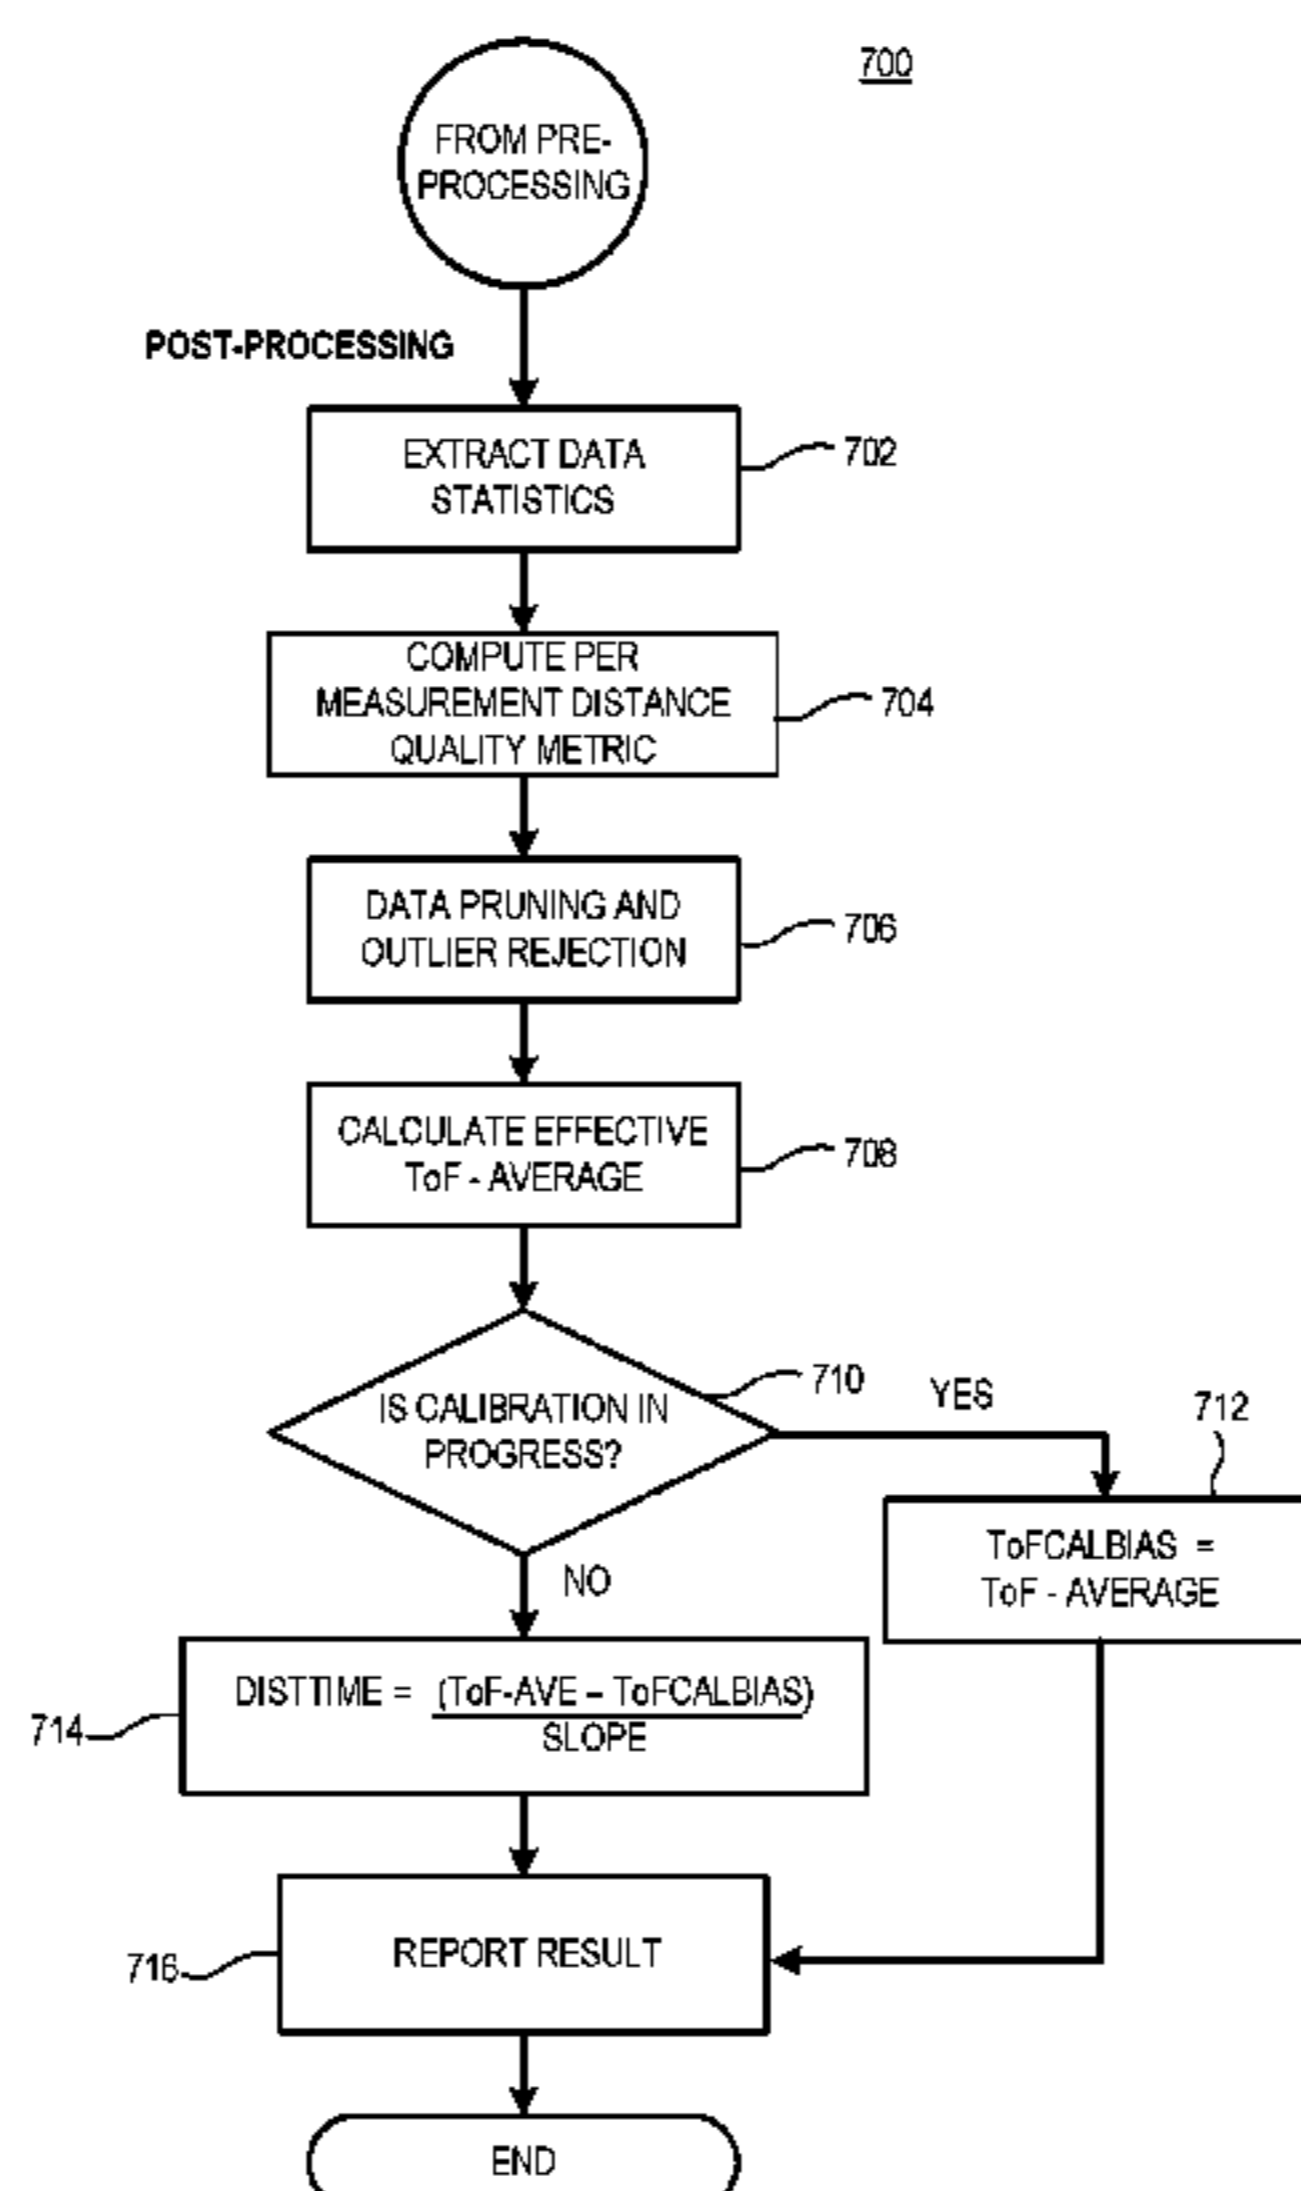 700
FROM PRE-
PROCESSING
POST-PROCESSING
EXTRACT DATA
STATISTICS
702
COMPUTE PER
MEASUREMENT DISTANCE
QUALITY METRIC
704
DATA PRUNING AND
OUTLIER REJECTION
706
CALCULATE EFFECTIVE
ToF - AVERAGE
708
IS CALIBRATION IN
PROGRESS?
710
YES
712
ToFCALBIAS =
ToF - AVERAGE
NO
DISTTIME = (ToF-AVE – ToFCALBIAS)
SLOPE
714
REPORT RESULT
716
END